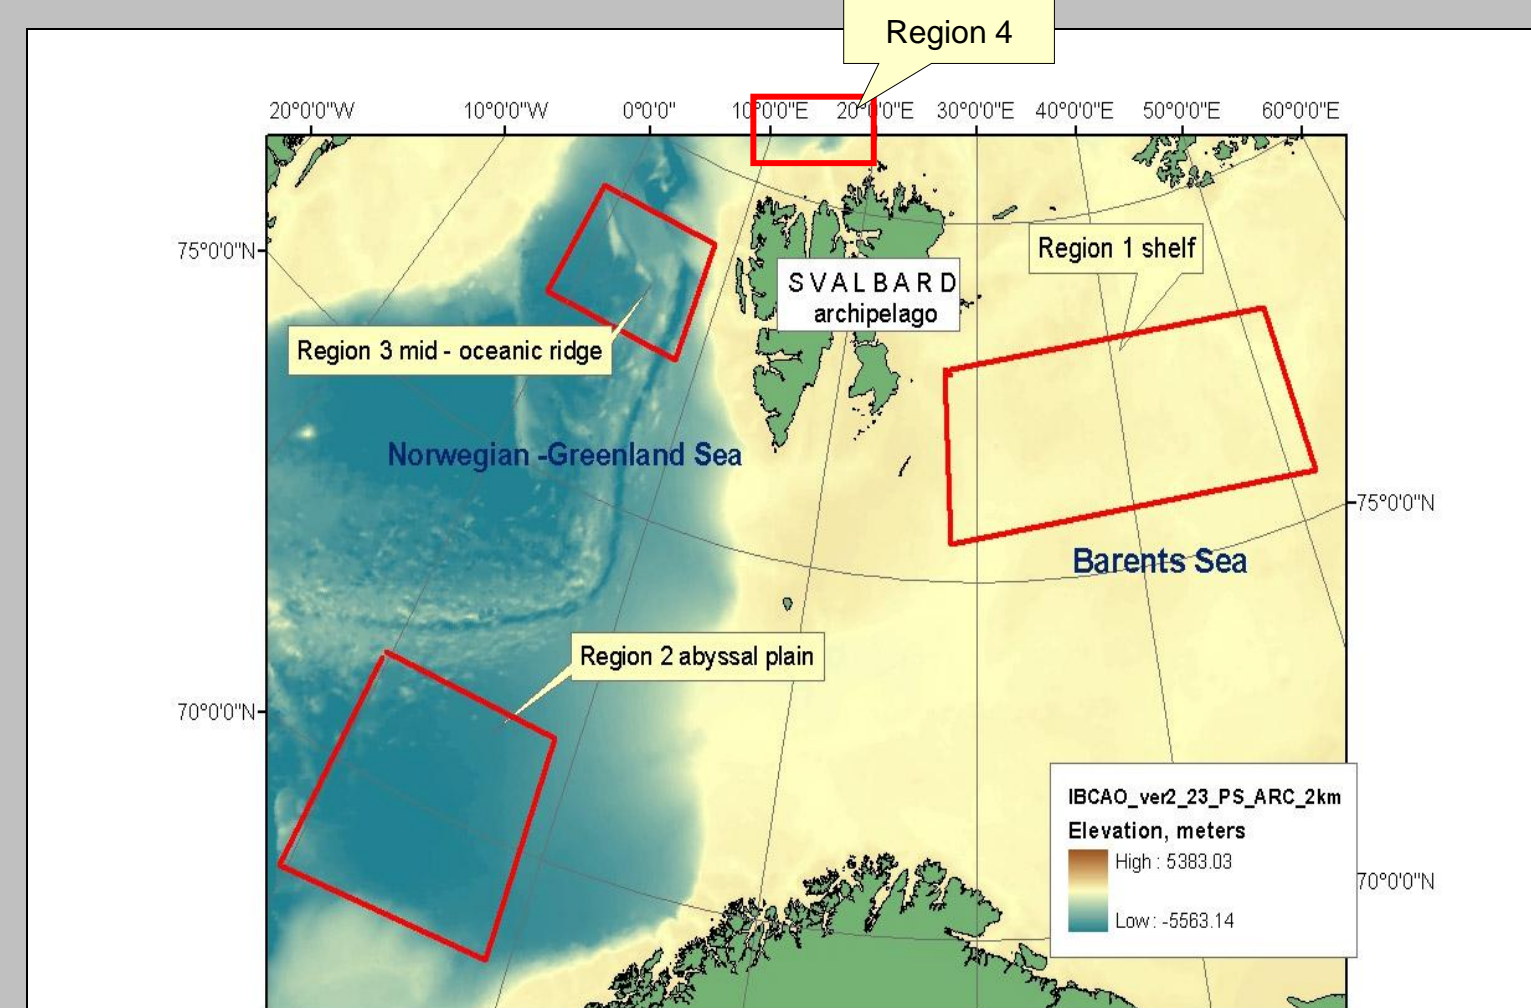 Region 4
20°0'0"W
10°0'0"W
0°0'0"
10°0'0"E
20°0'0"E
30°0'0"E
40°0'0"E
50°0'0"E
60°0'0"E
75°0'0"N
Region 1 shelf
SVALBARD
archipelago
Region 3 mid - oceanic ridge
Norwegian -Greenland Sea
75°0'0"N
Barents Sea
Region 2 abyssal plain
70°0'0"N
IBCAO_ver2_23_PS_ARC_2km
Elevation, meters
High : 5383.03
Low : -5563.14
70°0'0"N